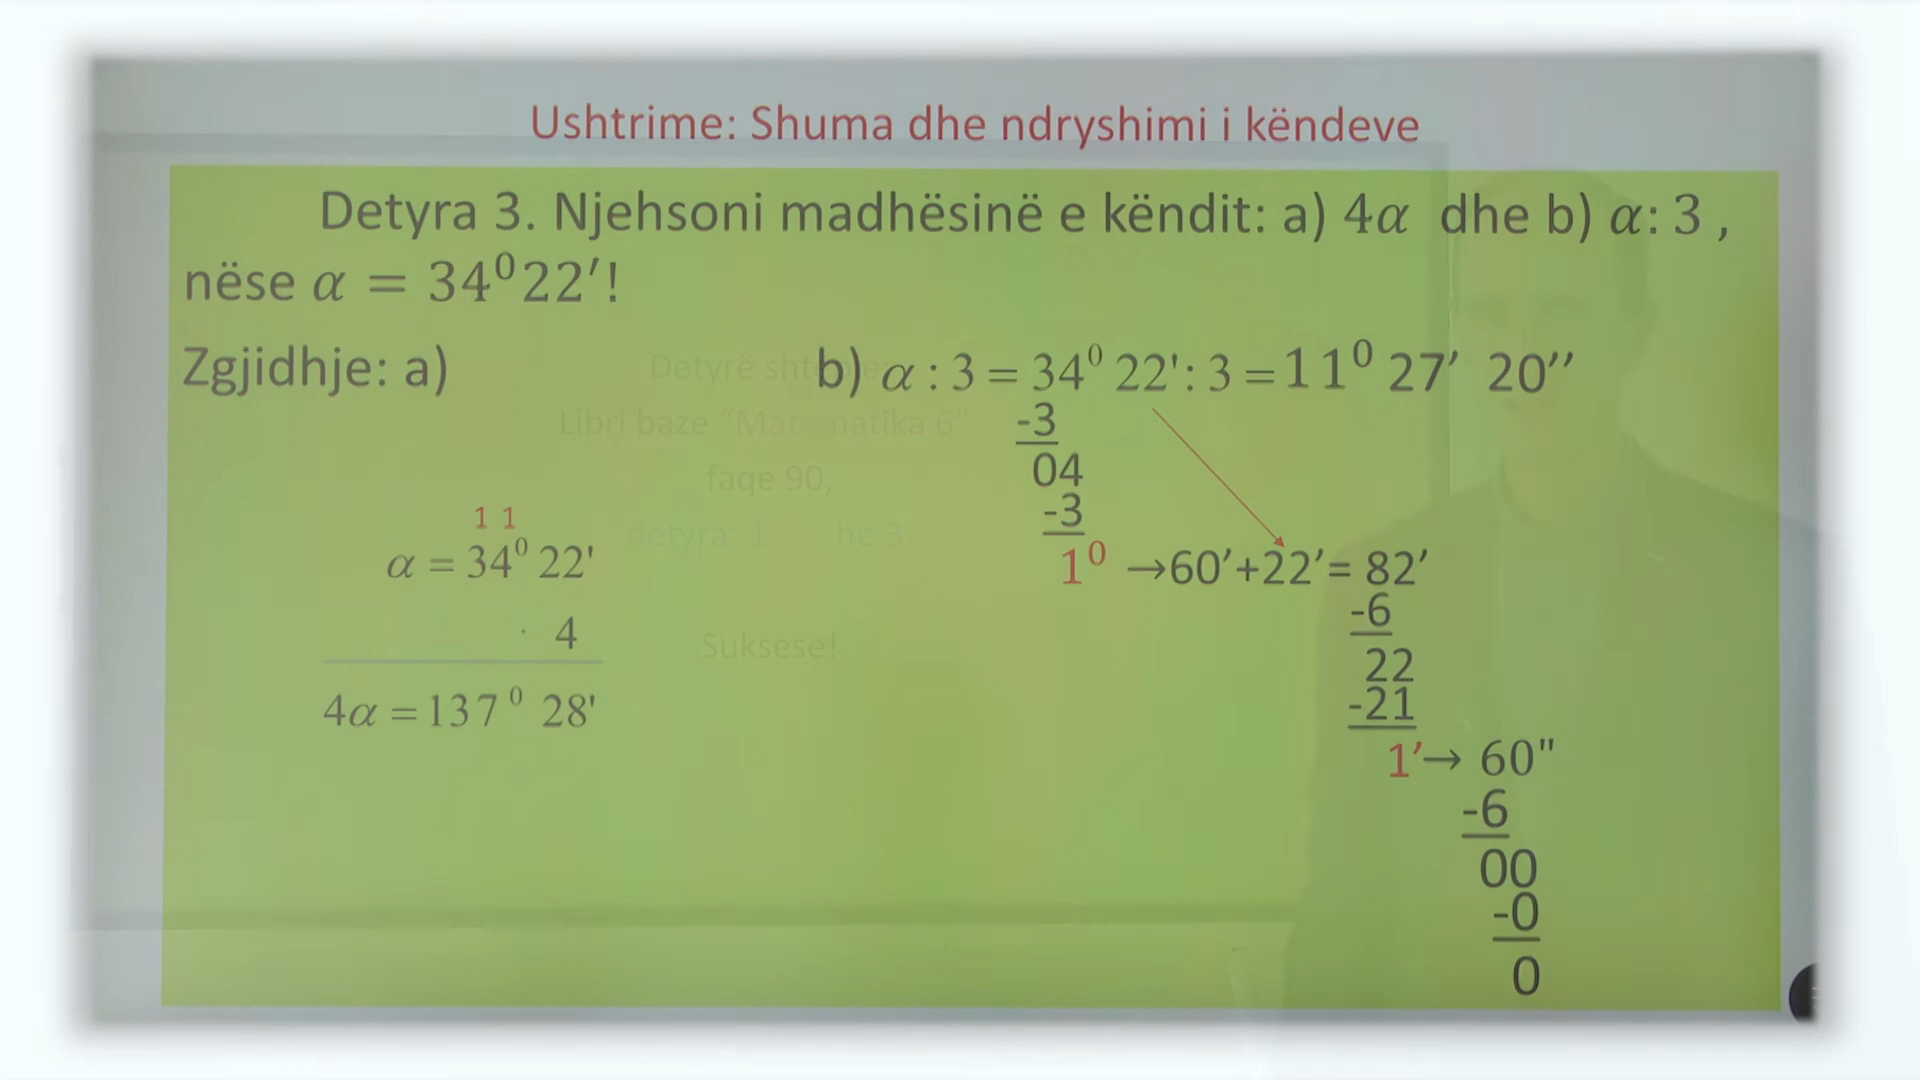 Ushtrime: Shuma dhe ndryshimi i këndeve
Detyra 3. Njehsoni madhësinë e këndit: a) 4α dhe b) α: 3 ,
nëse α = 34⁰22′!
Zgjidhje: a)
1 1
α = 34⁰ 22'
· 4
4α = 137⁰ 28'
b) α : 3 = 34⁰ 22' : 3 = 11⁰ 27′ 20′′
-3
04
-3
1⁰ →60′+22′= 82′
-6
22
-21
1′→ 60"
-6
00
-0
0
Libri baze
faqe 90,
Suksese!